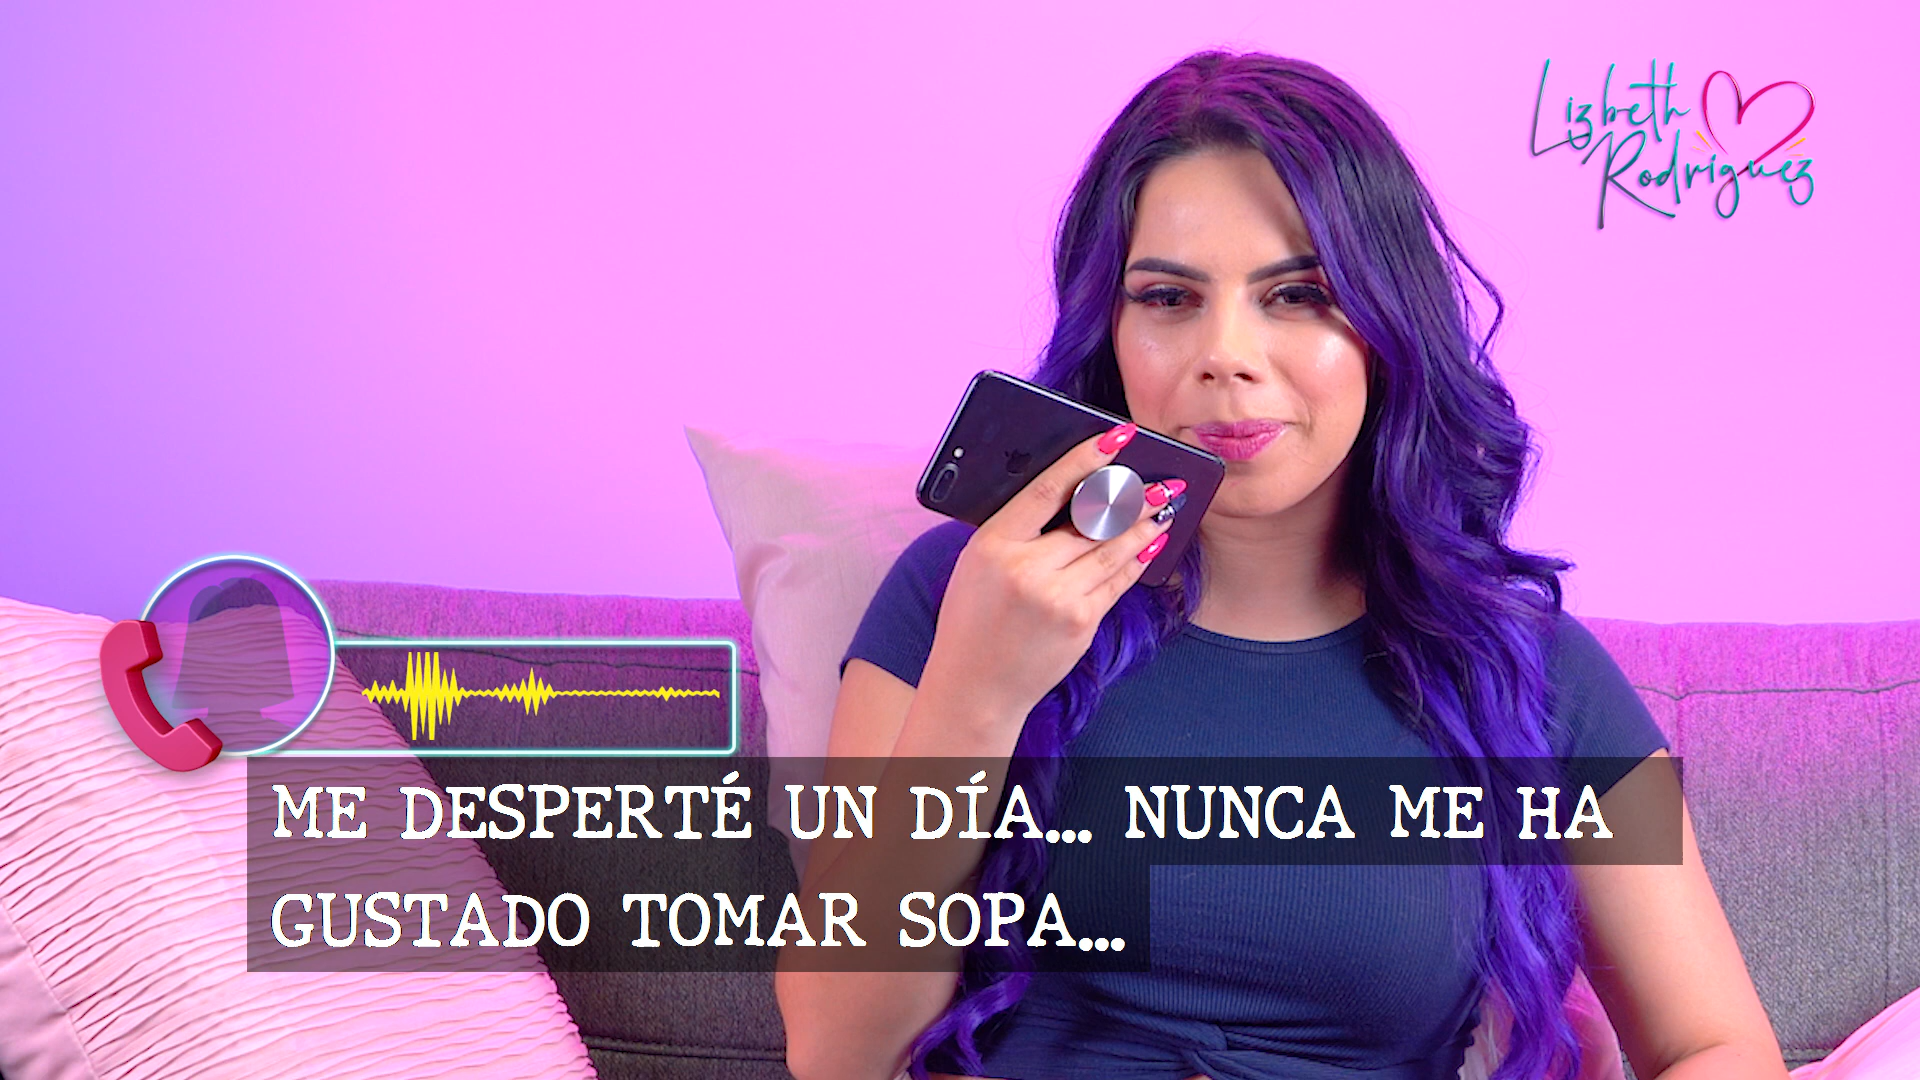 Lizbeth
Rodríguez
ME DESPERTÉ UN DÍA... NUNCA ME HA
GUSTADO TOMAR SOPA...